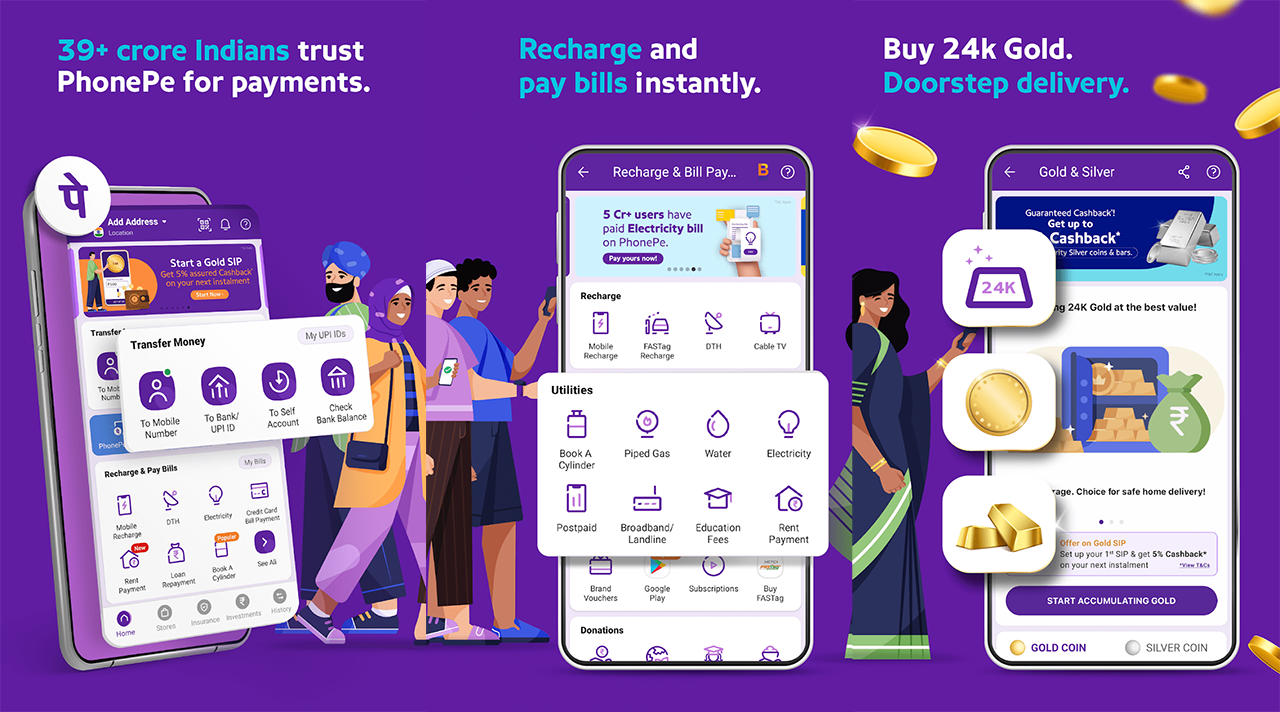 39+ crore Indians trust
PhonePe for payments.
पे
Add Address
Location
Start a Gold SIP
Get 5% assured Cashback*
on your next instalment
Start Now ›
Transfer Money
My UPI IDs
To Mobile
Number
To Bank/
UPI ID
To Self
Account
Check
Bank Balance
Recharge & Pay Bills
My Bills
Mobile
Recharge
DTH
Electricity
Credit Card
Bill Payment
New
Rent
Payment
Loan
Repayment
Popular
Book A
Cylinder
See All
Home
Stores
Insurance
Investments
History
Recharge and
pay bills instantly.
Recharge & Bill Pay...
B
5 Cr+ users have
paid Electricity bill
on PhonePe.
Pay yours now!
Recharge
Mobile
Recharge
FASTag
Recharge
DTH
Cable TV
Utilities
Book A
Cylinder
Piped Gas
Water
Electricity
Postpaid
Broadband/
Landline
Education
Fees
Rent
Payment
Brand
Vouchers
Google
Play
Subscriptions
Buy
FASTag
Donations
Buy 24k Gold.
Doorstep delivery.
Gold & Silver
Guaranteed Cashback*!
Get up to
Cashback*
rity Silver coins & bars.
24K
ng 24K Gold at the best value!
₹
rage. Choice for safe home delivery!
Offer on Gold SIP
Set up your 1st SIP & get 5% Cashback*
on your next instalment
*View T&Cs
START ACCUMULATING GOLD
GOLD COIN
SILVER COIN